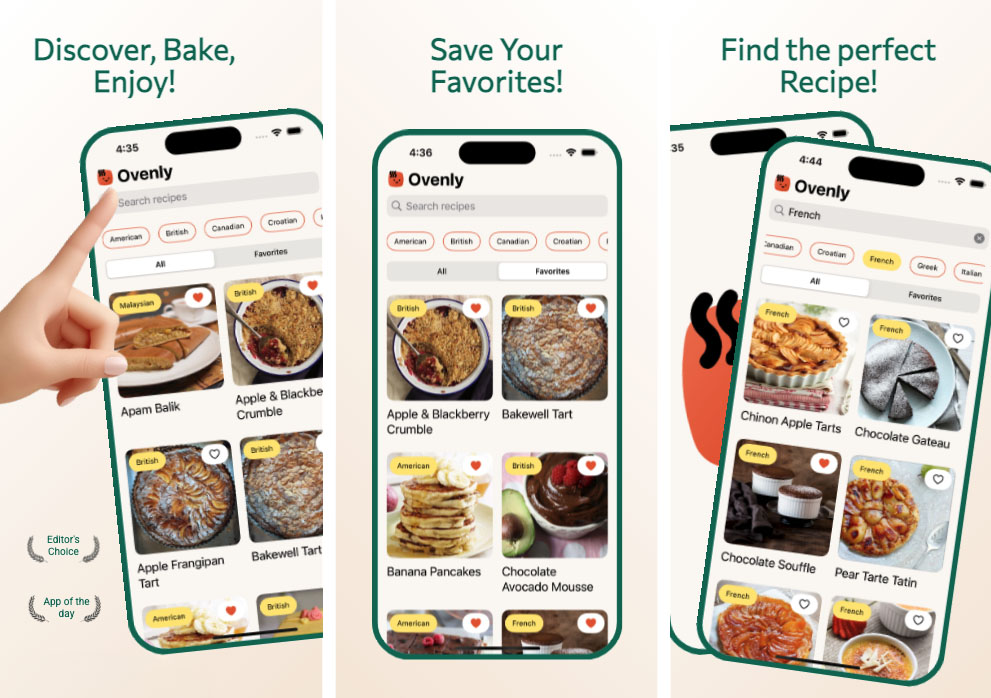 Discover, Bake,
Enjoy!
4:35
Ovenly
Search recipes
American
British
Canadian
Croatian
All
Favorites
Malaysian
British
Apam Balik
Apple & Blackbe
Crumble
British
British
Apple Frangipan
Tart
Bakewell Tart
American
British
Editor's
Choice
App of the
day
Save Your
Favorites!
4:36
Ovenly
Search recipes
American
British
Canadian
Croatian
All
Favorites
British
British
Apple & Blackberry
Crumble
Bakewell Tart
American
British
Banana Pancakes
Chocolate
Avocado Mousse
American
French
Find the perfect
Recipe!
35
4:44
Ovenly
French
Canadian
Croatian
French
Greek
Italian
All
Favorites
French
French
Chinon Apple Tarts
Chocolate Gateau
French
French
Chocolate Souffle
Pear Tarte Tatin
French
French